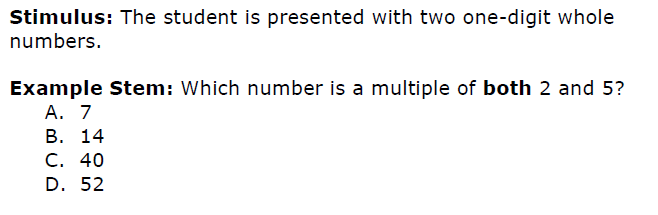 Stimulus: The student is presented with two one-digit whole
numbers.
Example Stem: Which number is a multiple of both 2 and 5?
A. 7
B. 14
C. 40
D. 52